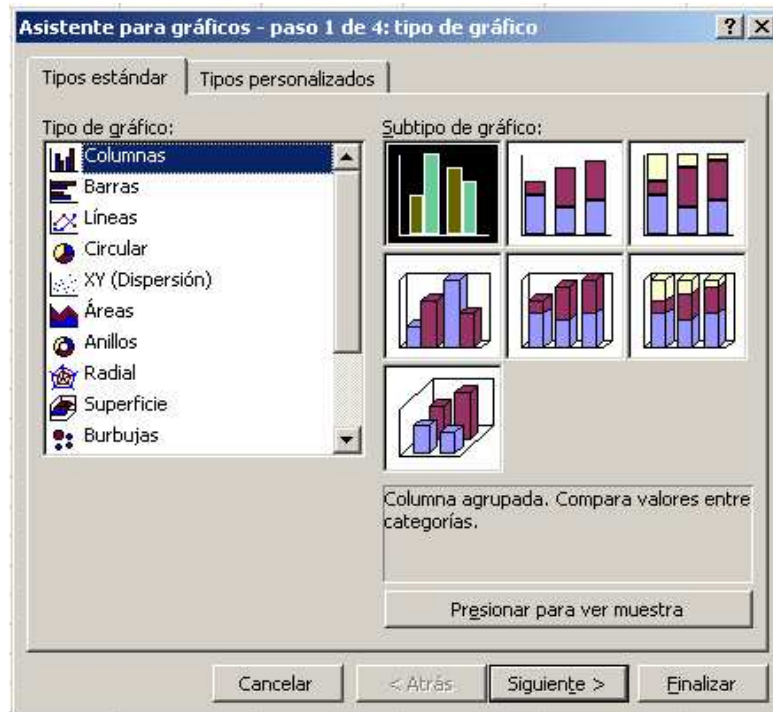 Asistente para gráficos - paso 1 de 4: tipo de gráfico
Tipos estándar
Tipos personalizados
Tipo de gráfico:
Columnas
Barras
Líneas
Circular
XY (Dispersión)
Áreas
Anillos
Radial
Superficie
Burbujas
Subtipo de gráfico:
Columna agrupada. Compara valores entre
categorías.
Presionar para ver muestra
Cancelar
< Atrás
Siguiente >
Finalizar